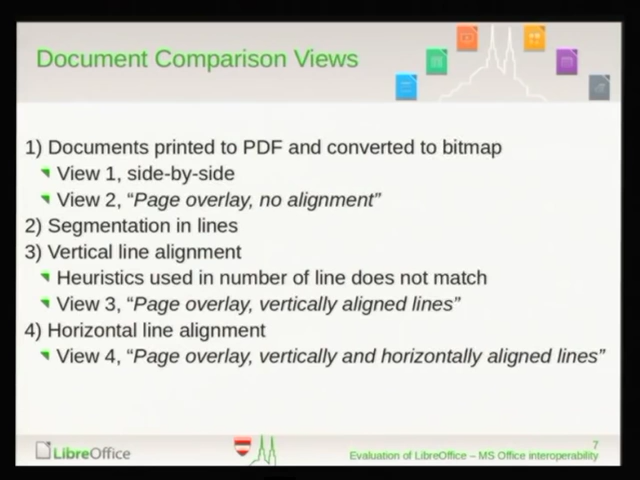 Document Comparison Views
1) Documents printed to PDF and converted to bitmap
View 1, side-by-side
View 2, “Page overlay, no alignment”
2) Segmentation in lines
3) Vertical line alignment
Heuristics used in number of line does not match
View 3, “Page overlay, vertically aligned lines”
4) Horizontal line alignment
View 4, “Page overlay, vertically and horizontally aligned lines”
LibreOffice
7
Evaluation of LibreOffice – MS Office interoperability